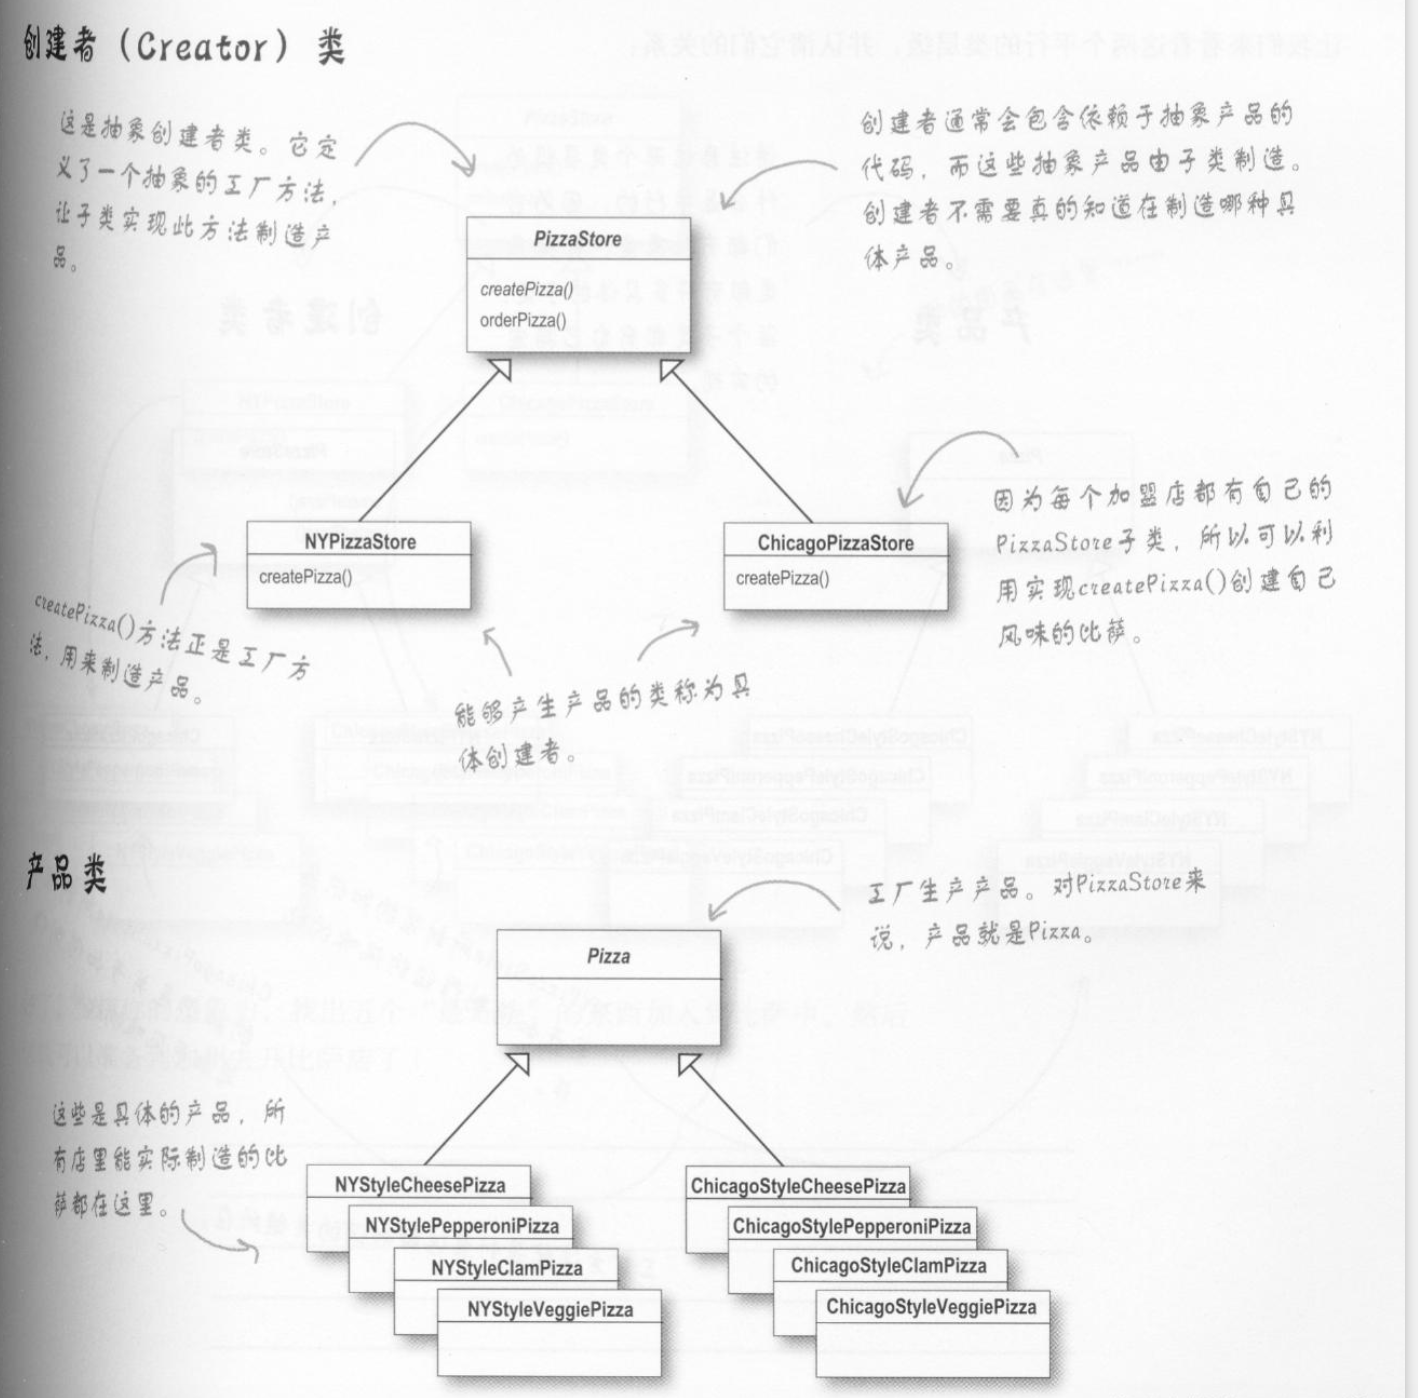 创建者（Creator）类
这是抽象创建者类。它定
义了一个抽象的工厂方法，
让子类实现此方法制造产
品。
创建者通常会包含依赖于抽象产品的
代码，而这些抽象产品由子类制造。
创建者不需要真的知道在制造哪种具
体产品。
PizzaStore
createPizza()
orderPizza()
NYPizzaStore
createPizza()
ChicagoPizzaStore
createPizza()
因为每个加盟店都有自己的
PizzaStore子类，所以可以利
用实现createPizza()创建自己
风味的比萨。
createPizza()方法正是工厂方
法，用来制造产品。
能够产生产品的类称为具
体创建者。
产品类
工厂生产产品。对PizzaStore来
说，产品就是Pizza。
Pizza
这些是具体的产品，所
有店里能实际制造的比
萨都在这里。
NYStyleCheesePizza
NYStylePepperoniPizza
NYStyleClamPizza
NYStyleVeggiePizza
ChicagoStyleCheesePizza
ChicagoStylePepperoniPizza
ChicagoStyleClamPizza
ChicagoStyleVeggiePizza